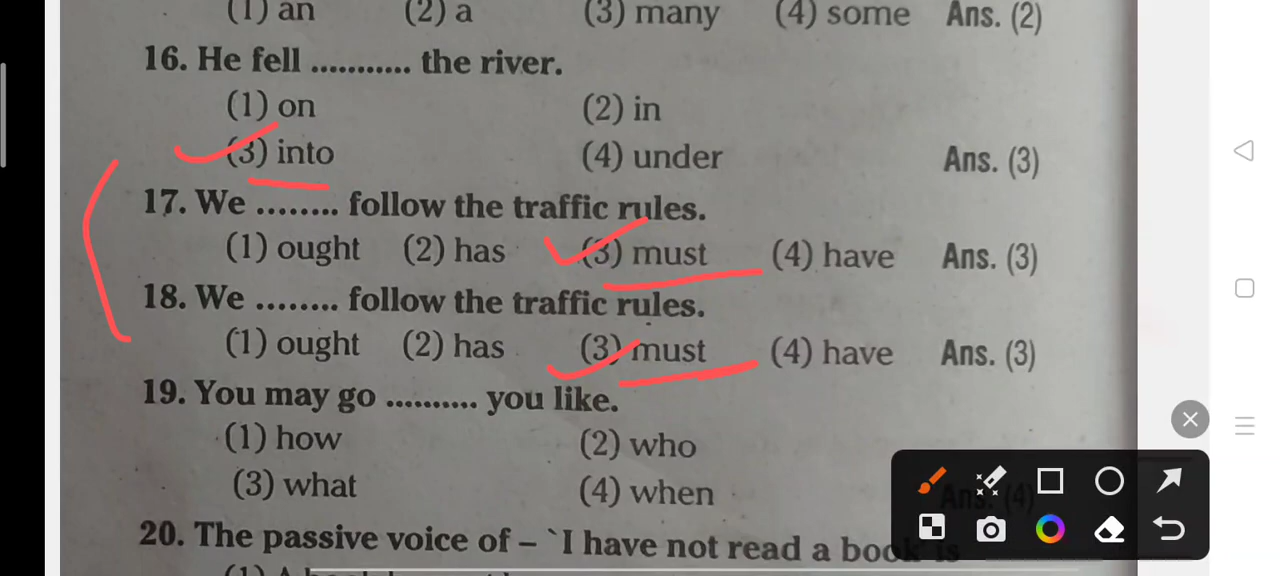 (1) an (2) a (3) many (4) some Ans. (2)
16. He fell ........... the river.
(1) on (2) in
(3) into (4) under Ans. (3)
17. We ........ follow the traffic rules.
(1) ought (2) has (3) must (4) have Ans. (3)
18. We ........ follow the traffic rules.
(1) ought (2) has (3) must (4) have Ans. (3)
19. You may go .......... you like.
(1) how (2) who
(3) what (4) when Ans. (4)
20. The passive voice of – `I have not read a book' is